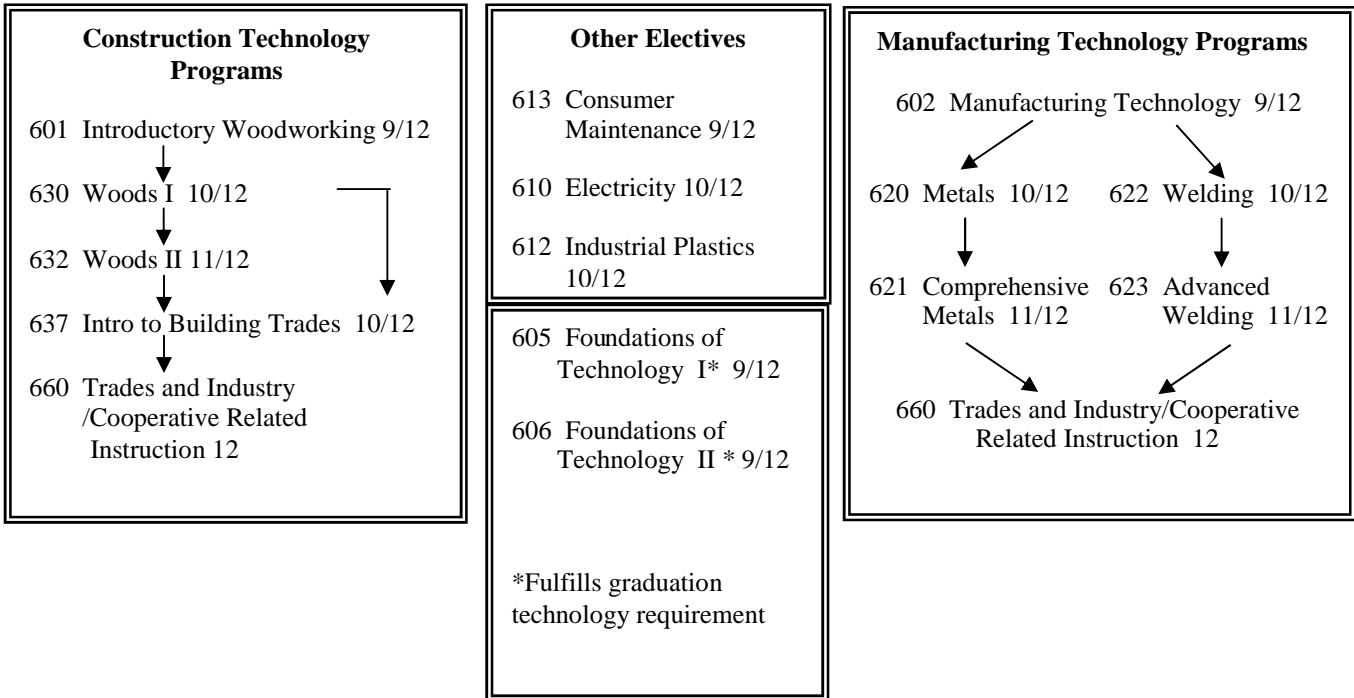 Construction Technology
Programs
601 Introductory Woodworking 9/12
630 Woods I 10/12
632 Woods II 11/12
637 Intro to Building Trades 10/12
660 Trades and Industry
/Cooperative Related
Instruction 12
Other Electives
613 Consumer
Maintenance 9/12
610 Electricity 10/12
612 Industrial Plastics
10/12
605 Foundations of
Technology I* 9/12
606 Foundations of
Technology II * 9/12
*Fulfills graduation
technology requirement
Manufacturing Technology Programs
602 Manufacturing Technology 9/12
620 Metals 10/12
622 Welding 10/12
621 Comprehensive
Metals 11/12
623 Advanced
Welding 11/12
660 Trades and Industry/Cooperative
Related Instruction 12